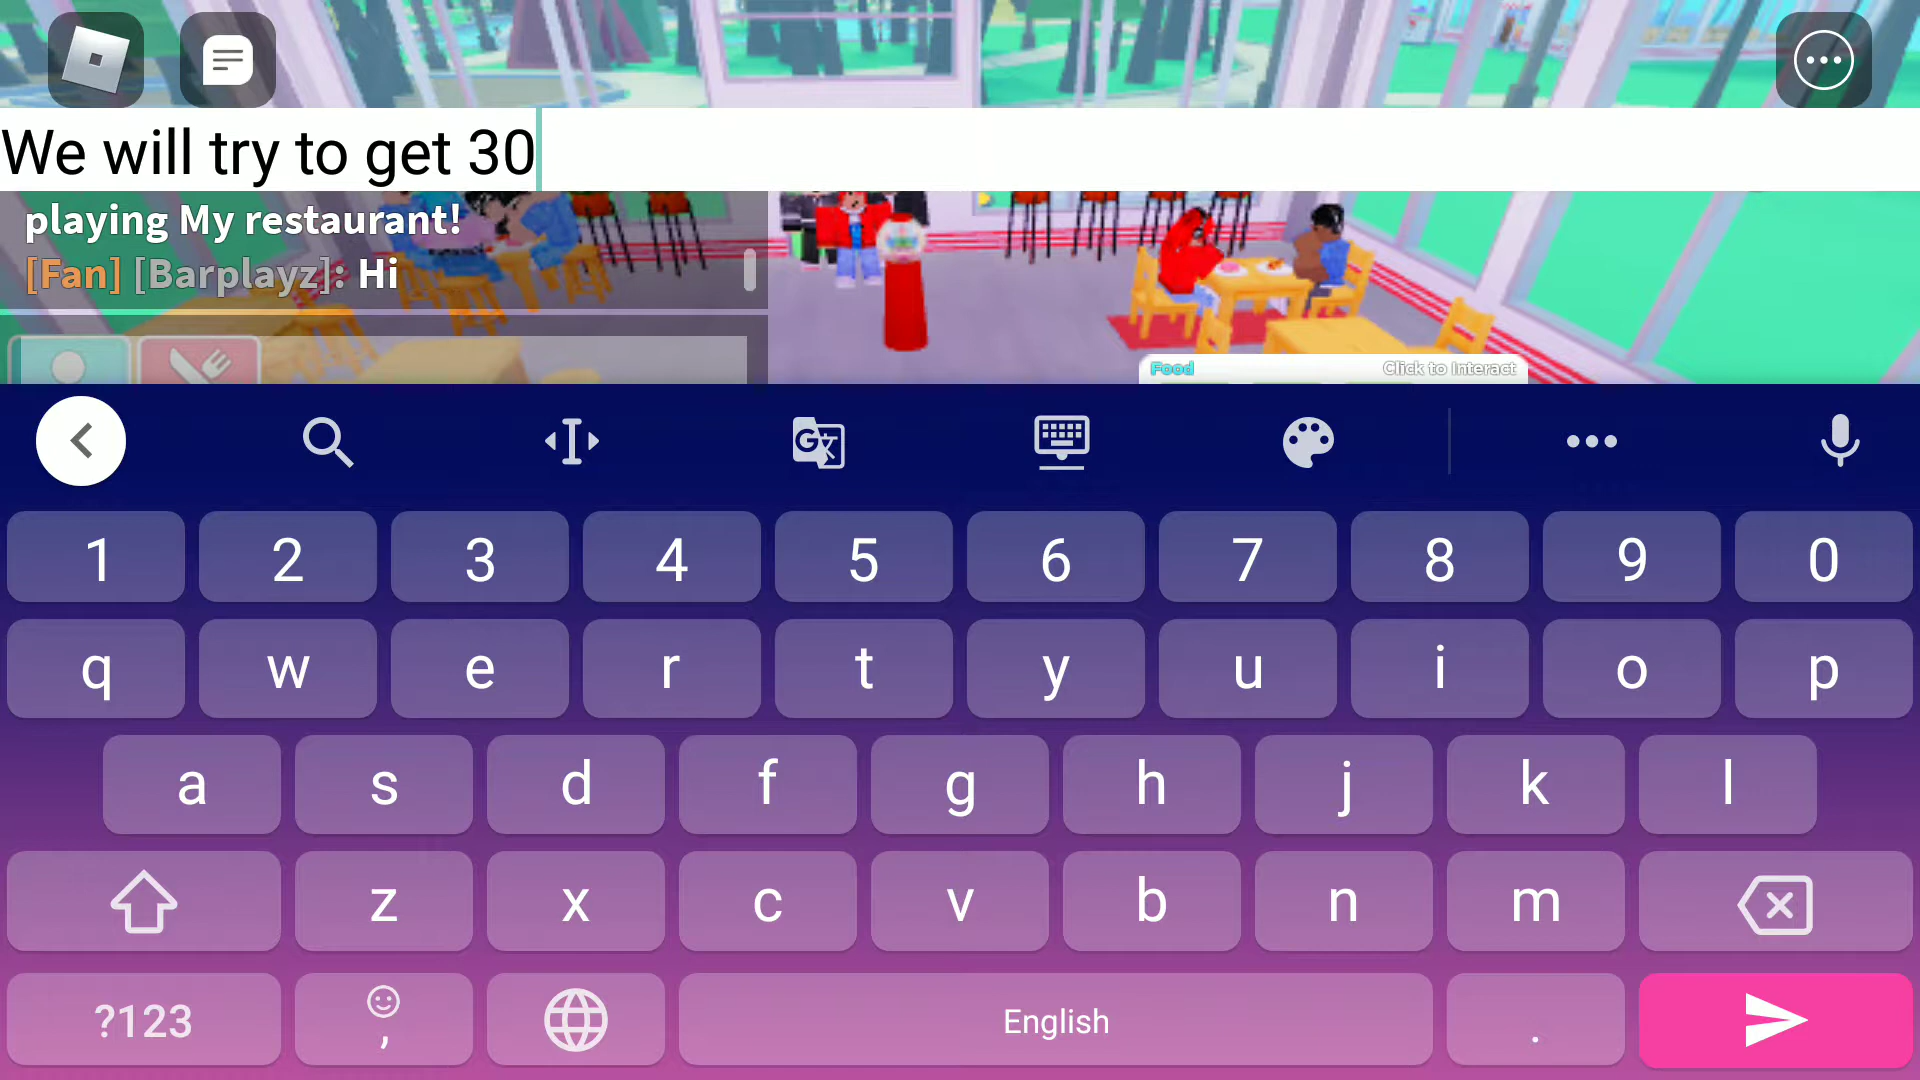 We will try to get 30
playing My restaurant!
[Fan] [Barplayz]: Hi
Food Click to Interact
1 2 3 4 5 6 7 8 9 0
q w e r t y u i o p
a s d f g h j k l
z x c v b n m
?123 , English .